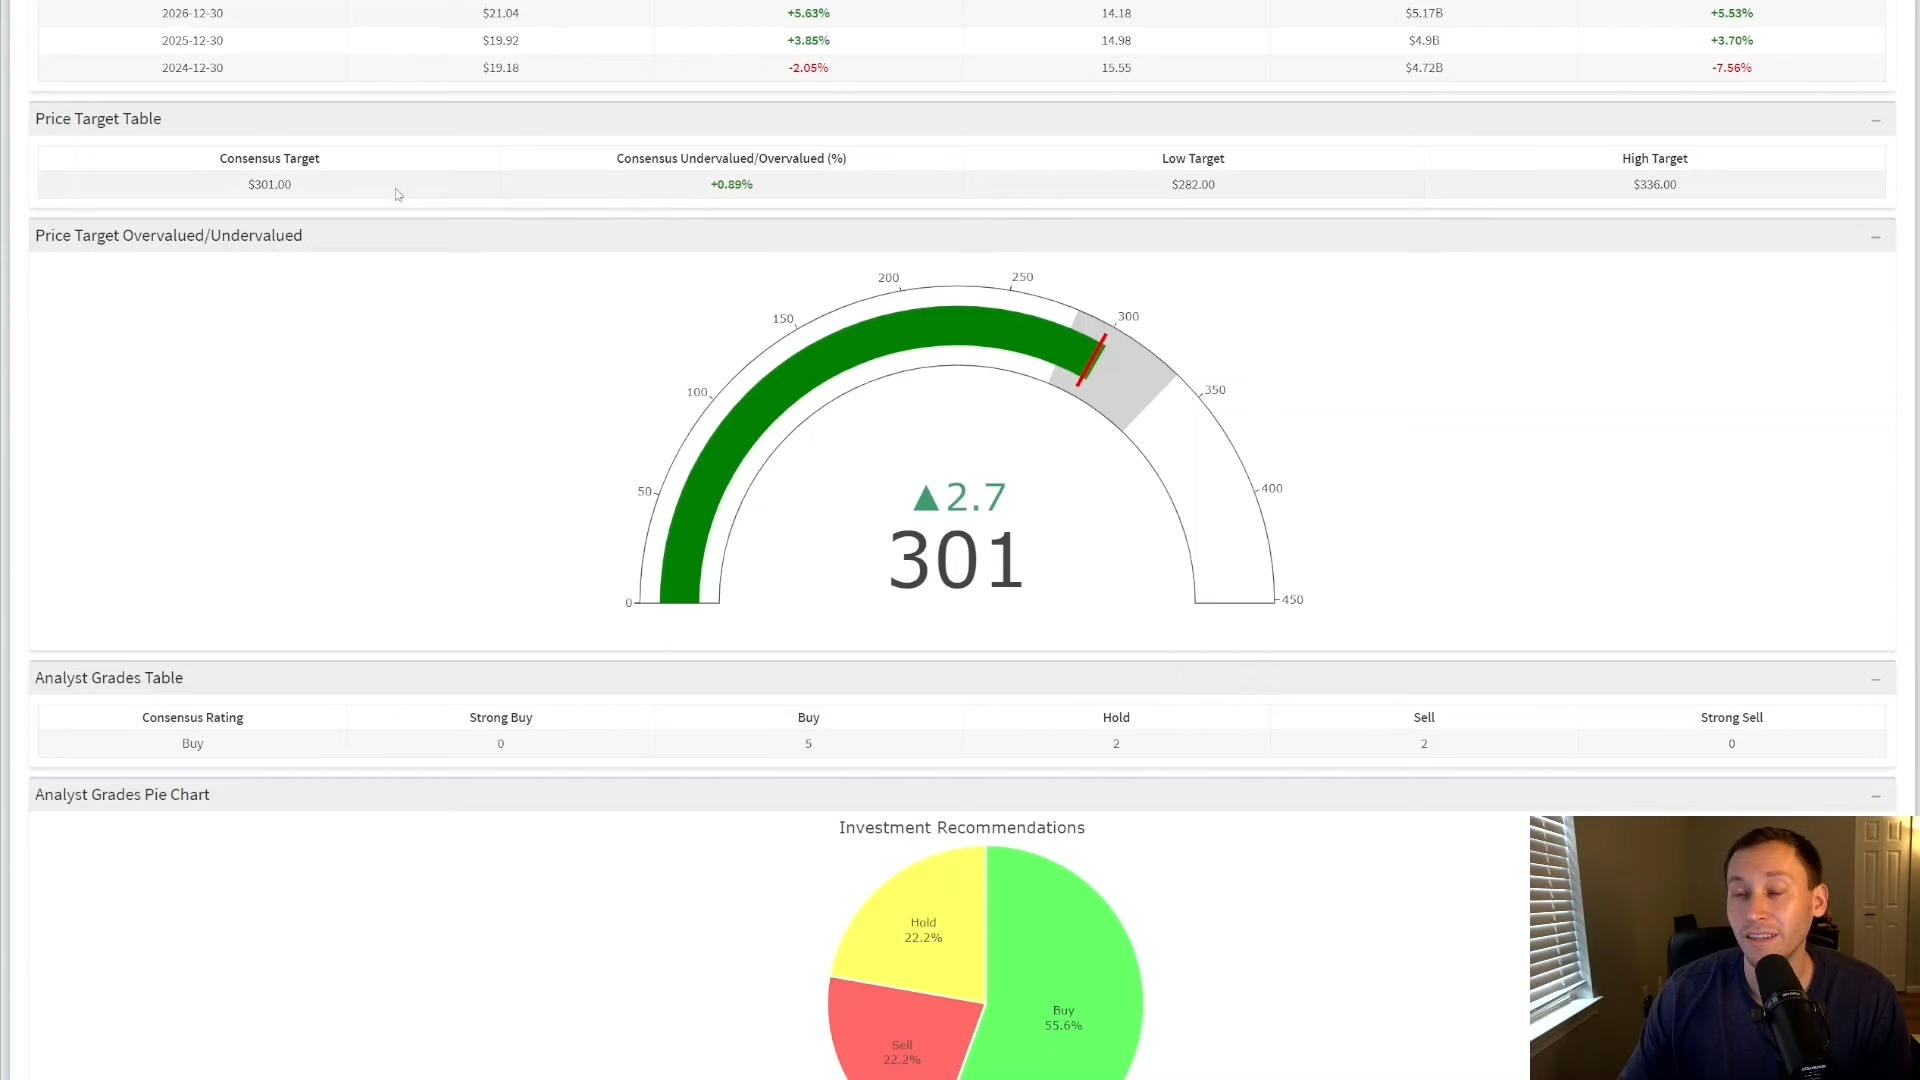 2026-12-30 $21.04 +5.63% 14.18 $5.17B +5.53%
2025-12-30 $19.92 +3.85% 14.98 $4.9B +3.70%
2024-12-30 $19.18 -2.05% 15.55 $4.72B -7.56%
Price Target Table
Consensus Target Consensus Undervalued/Overvalued (%) Low Target High Target
$301.00 +0.89% $282.00 $336.00
Price Target Overvalued/Undervalued
0
50
100
150
200
250
300
350
400
450
▲2.7
301
Analyst Grades Table
Consensus Rating Strong Buy Buy Hold Sell Strong Sell
Buy 0 5 2 2 0
Analyst Grades Pie Chart
Investment Recommendations
Hold
22.2%
Buy
55.6%
Sell
22.2%